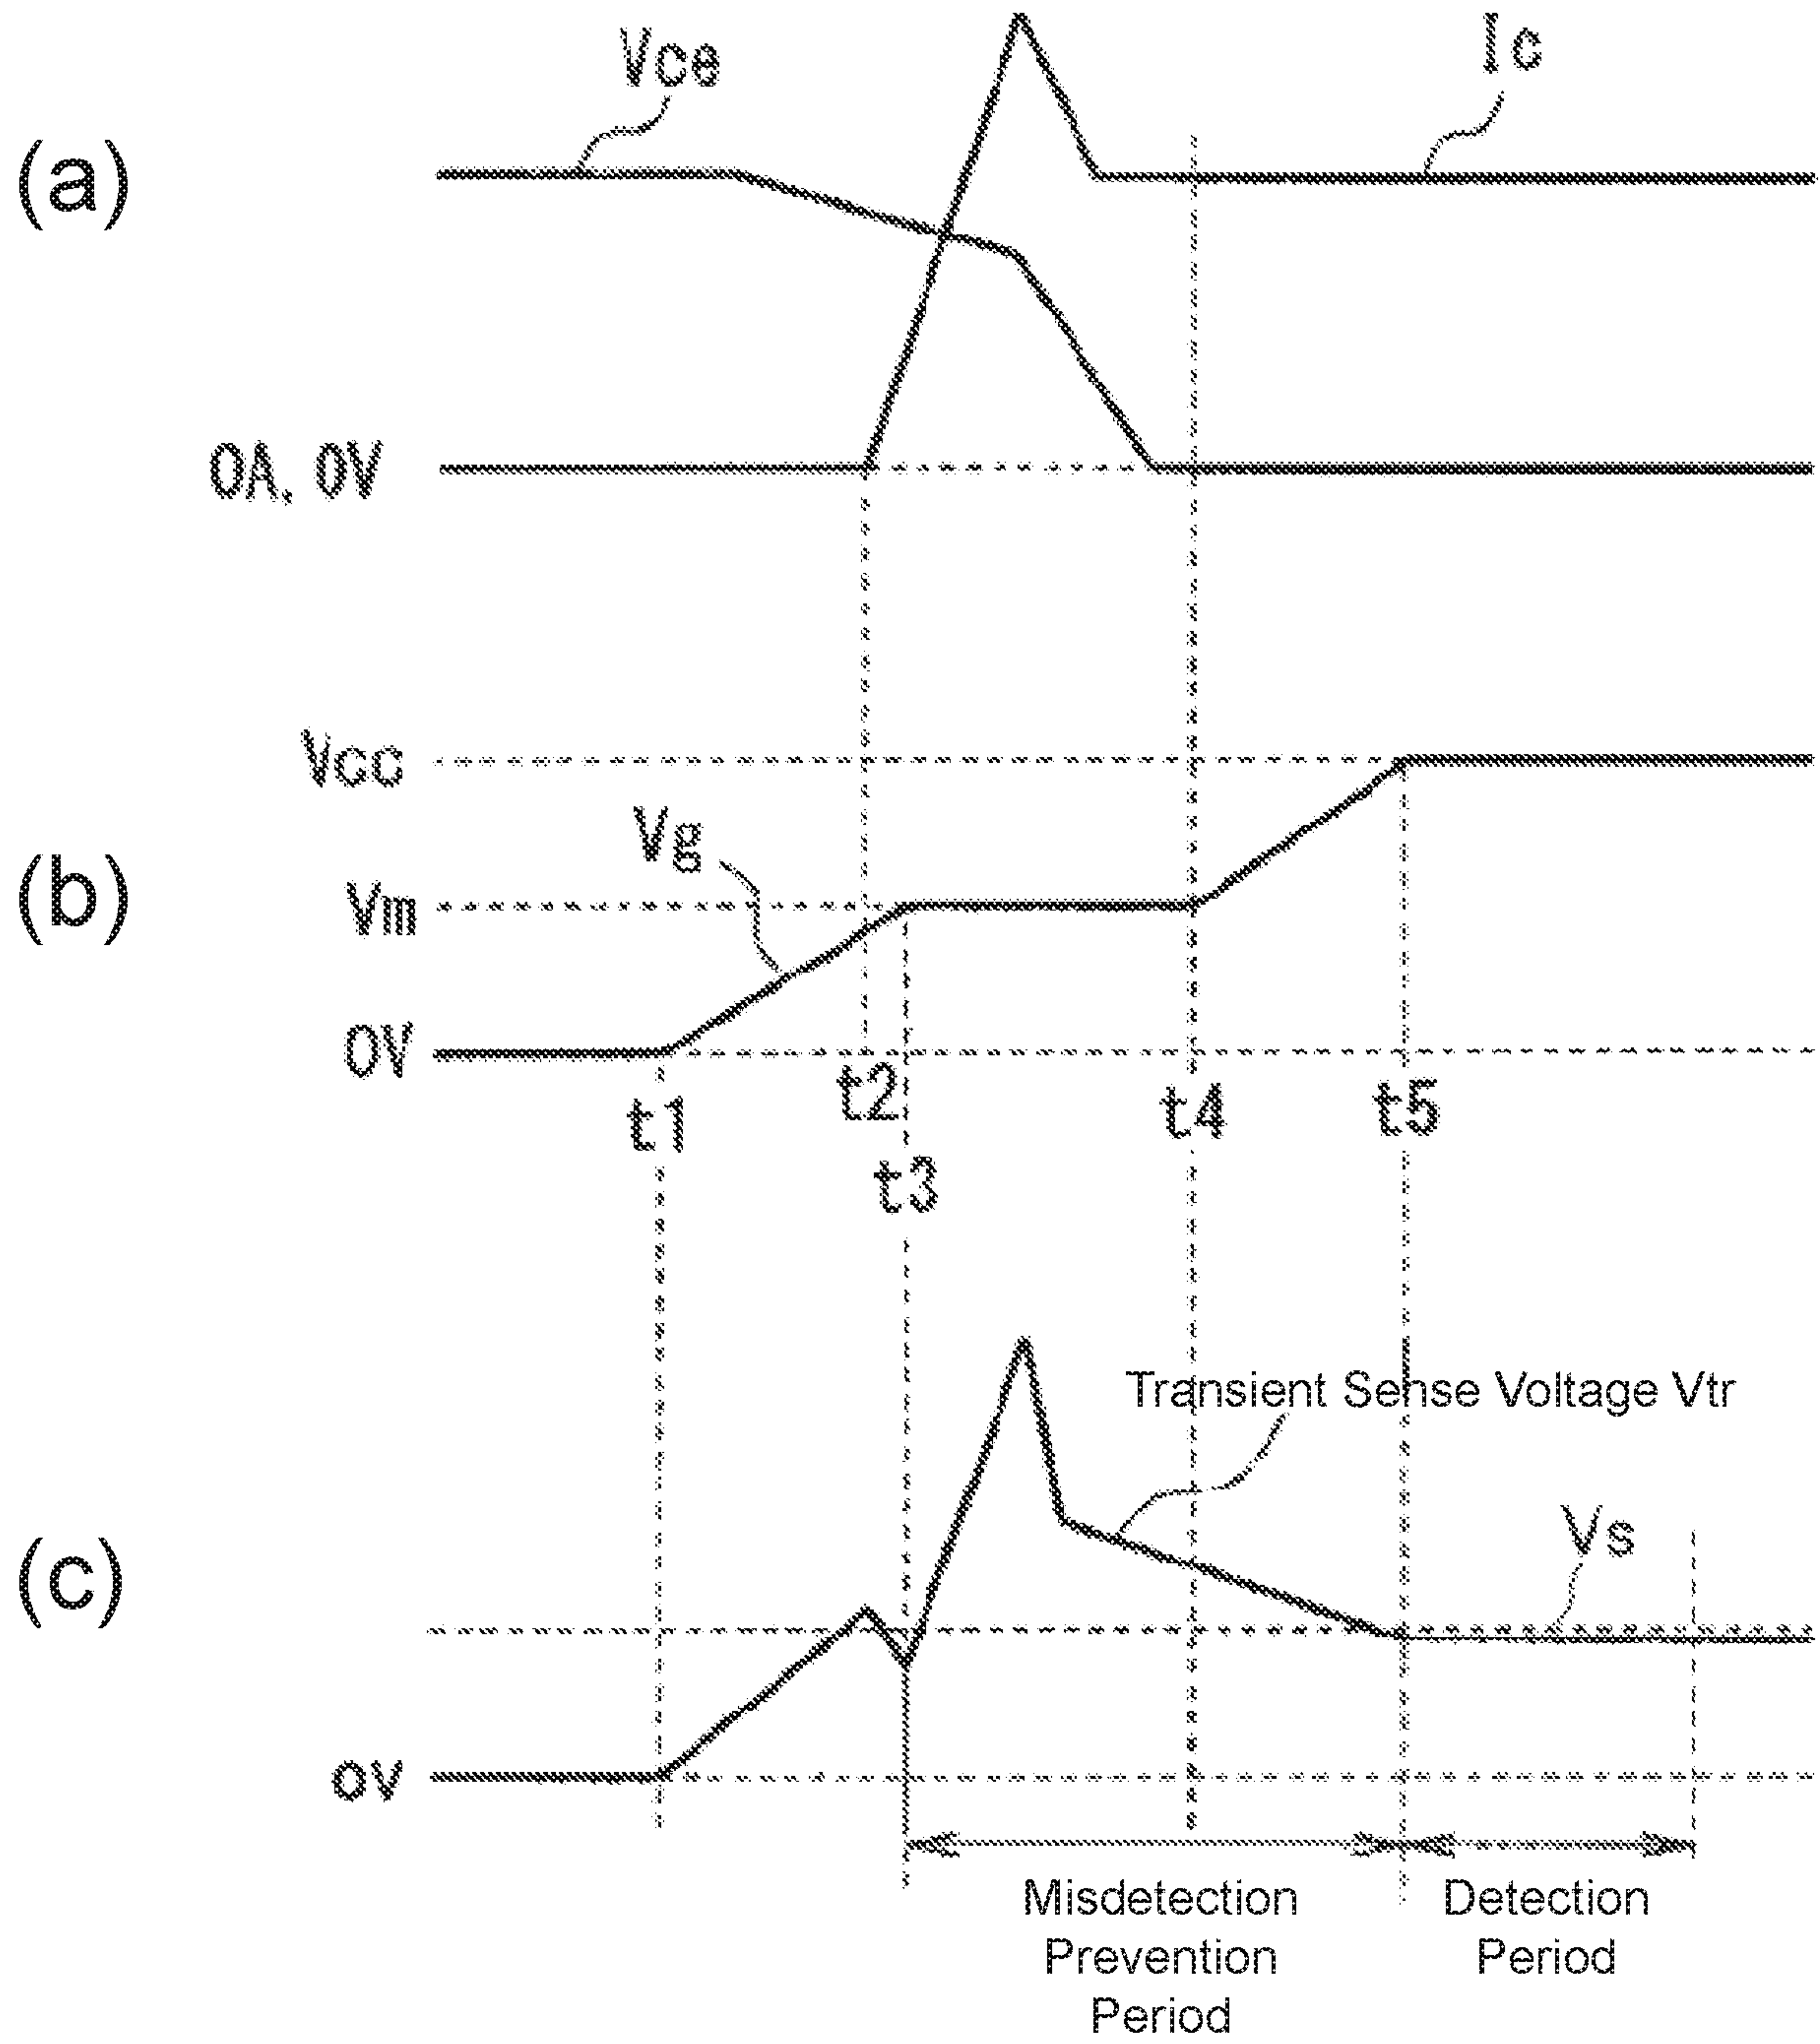 Vce
Ic
(a)
0A, 0V
Vcc
Vg
(b)
Vm
0V
t1
t2
t3
t4
t5
Transient Sense Voltage Vtr
Vs
(c)
0V
Misdetection
Prevention
Period
Detection
Period